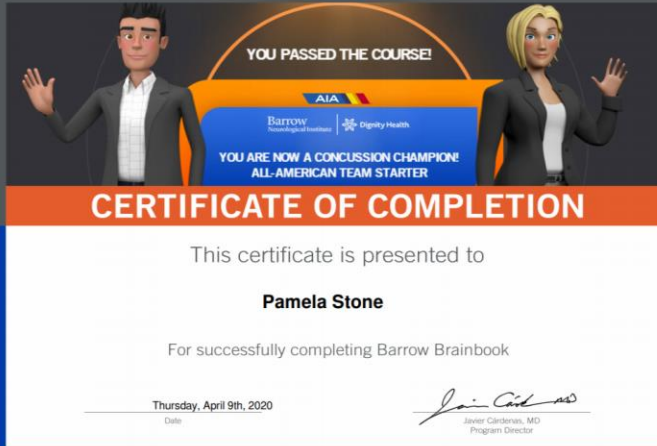 YOU PASSED THE COURSE!
AIA
Barrow
Neurological Institute
Dignity Health
YOU ARE NOW A CONCUSSION CHAMPION!
ALL-AMERICAN TEAM STARTER
CERTIFICATE OF COMPLETION
This certificate is presented to
Pamela Stone
For successfully completing Barrow Brainbook
Thursday, April 9th, 2020
Date
Javier Cárdenas, MD
Program Director